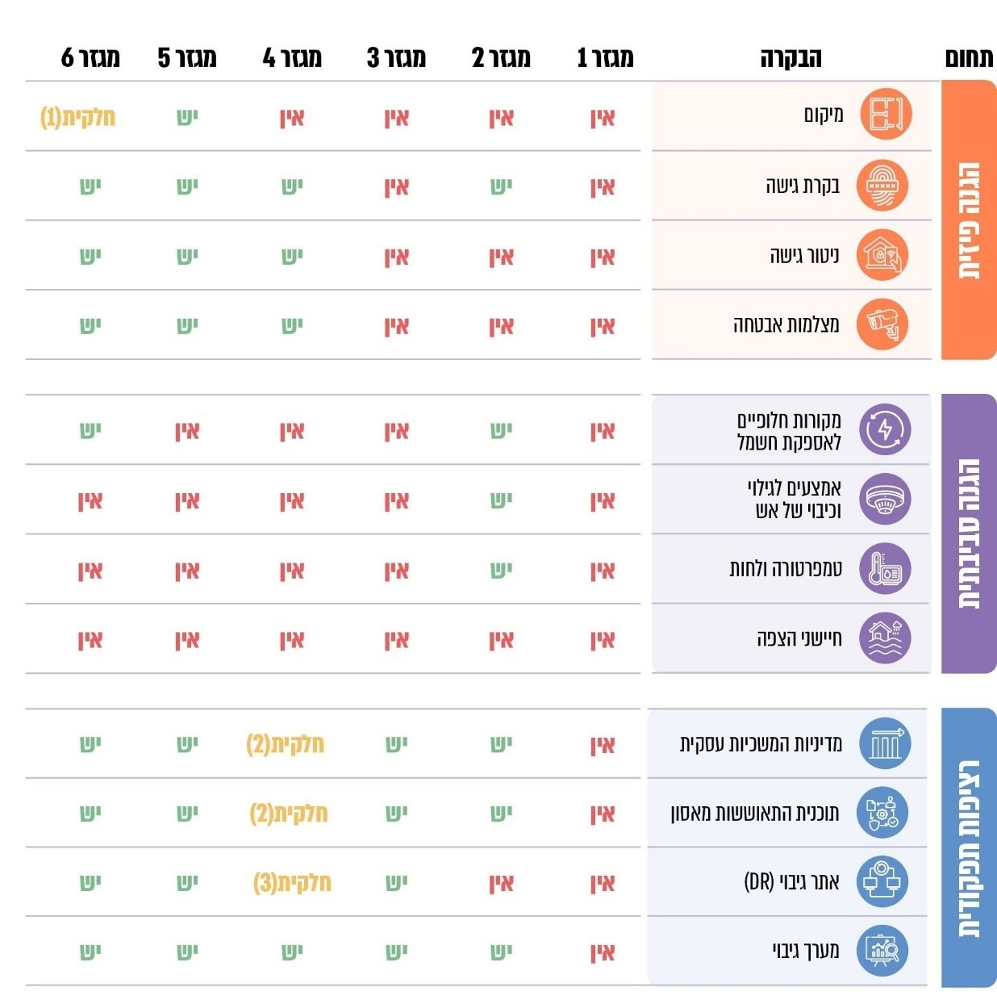 תחום הבקרה מגזר 1 מגזר 2 מגזר 3 מגזר 4 מגזר 5 מגזר 6
הגנה פיזית
מיקום אין אין אין אין יש חלקית(1)
בקרת גישה אין יש אין יש יש יש
ניטור גישה אין אין אין יש יש יש
מצלמות אבטחה אין אין אין יש יש יש
הגנה סביבתית
מקורות חלופיים
לאספקת חשמל אין יש אין אין אין יש
אמצעים לגילוי
וכיבוי של אש אין יש אין אין אין אין
טמפרטורה ולחות אין יש אין אין אין אין
חיישני הצפה אין אין אין אין אין אין
רציפות תפקודית
מדיניות המשכיות עסקית אין יש יש חלקית(2) יש יש
תוכנית התאוששות מאסון אין יש יש חלקית(2) יש יש
אתר גיבוי (DR) אין אין יש חלקית(3) יש יש
מערך גיבוי אין יש יש יש יש יש